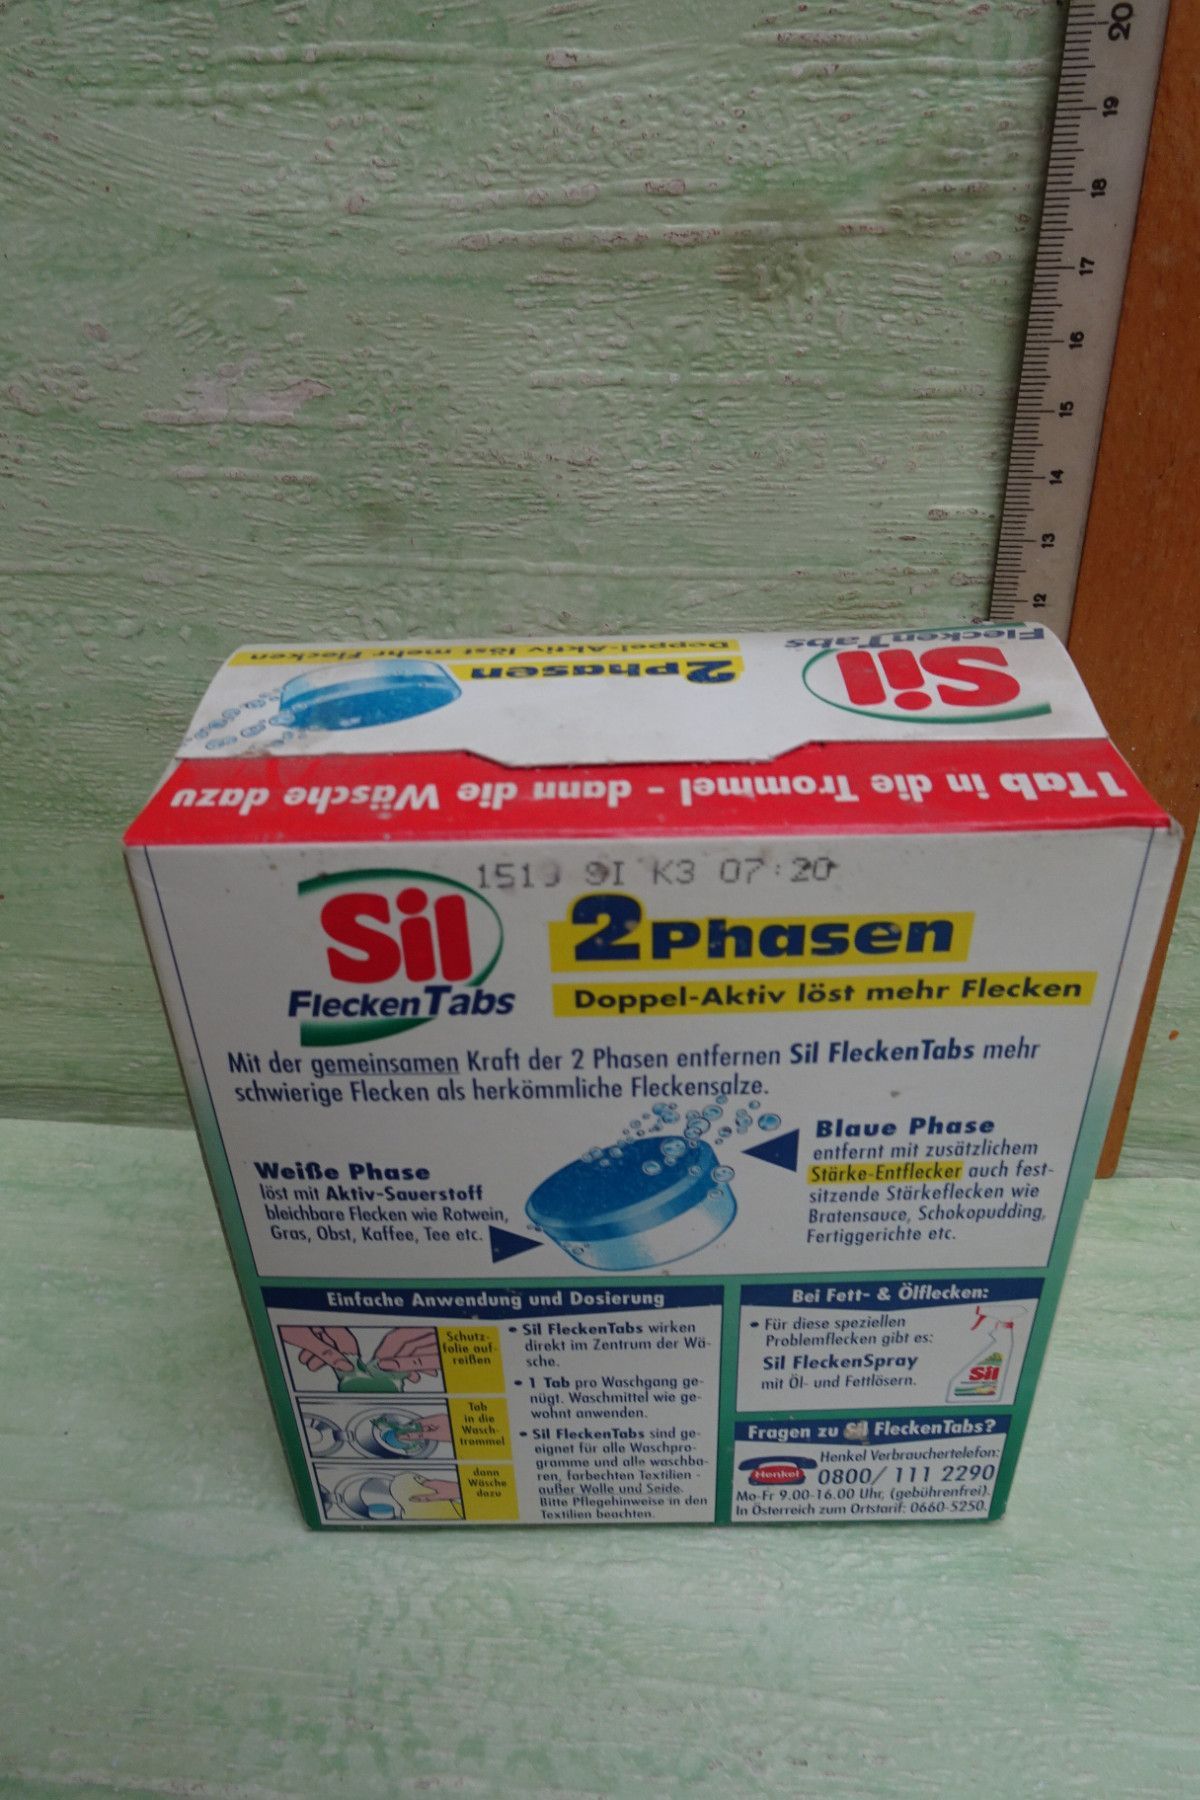 20
19
18
17
16
15
14
13
12
FleckenTabs
Sil
2Phasen
Doppel-Aktiv löst mehr Flecken
1 Tab in die Trommel - dann die Wäsche dazu
SI K3 07:20
Sil
FleckenTabs
2Phasen
Doppel-Aktiv löst mehr Flecken
Mit der gemeinsamen Kraft der 2 Phasen entfernen Sil FleckenTabs mehr
schwierige Flecken als herkömmliche Fleckensalze.
Weiße Phase
löst mit Aktiv-Sauerstoff
bleichbare Flecken wie Rotwein,
Gras, Obst, Kaffee, Tee etc.
Blaue Phase
entfernt mit zusätzlichem
Stärke-Entflecker auch fest-
sitzende Stärkeflecken wie
Bratensauce, Schokopudding,
Fertiggerichte etc.
Einfache Anwendung und Dosierung
Schutz-
folie auf-
reißen
Tab
in die
Wasch-
trommel
dann
Wäsche
dazu
• Sil FleckenTabs wirken
direkt im Zentrum der Wä-
sche.
• 1 Tab pro Waschgang ge-
nügt. Waschmittel wie ge-
wohnt anwenden.
• Sil FleckenTabs sind ge-
eignet für alle Waschpro-
gramme und alle waschba-
ren, farbechten Textilien -
außer Wolle und Seide.
Bitte Pflegehinweise in den
Textilien beachten.
Bei Fett- & Ölflecken:
• Für diese speziellen
Problemflecken gibt es:
Sil FleckenSpray
mit Öl- und Fettlösern.
Sil
Fragen zu Sil FleckenTabs?
Henkel
Henkel Verbrauchertelefon:
0800/ 111 2290
Mo-Fr 9.00-16.00 Uhr, (gebührenfrei).
In Österreich zum Ortstarif: 0660-5250.